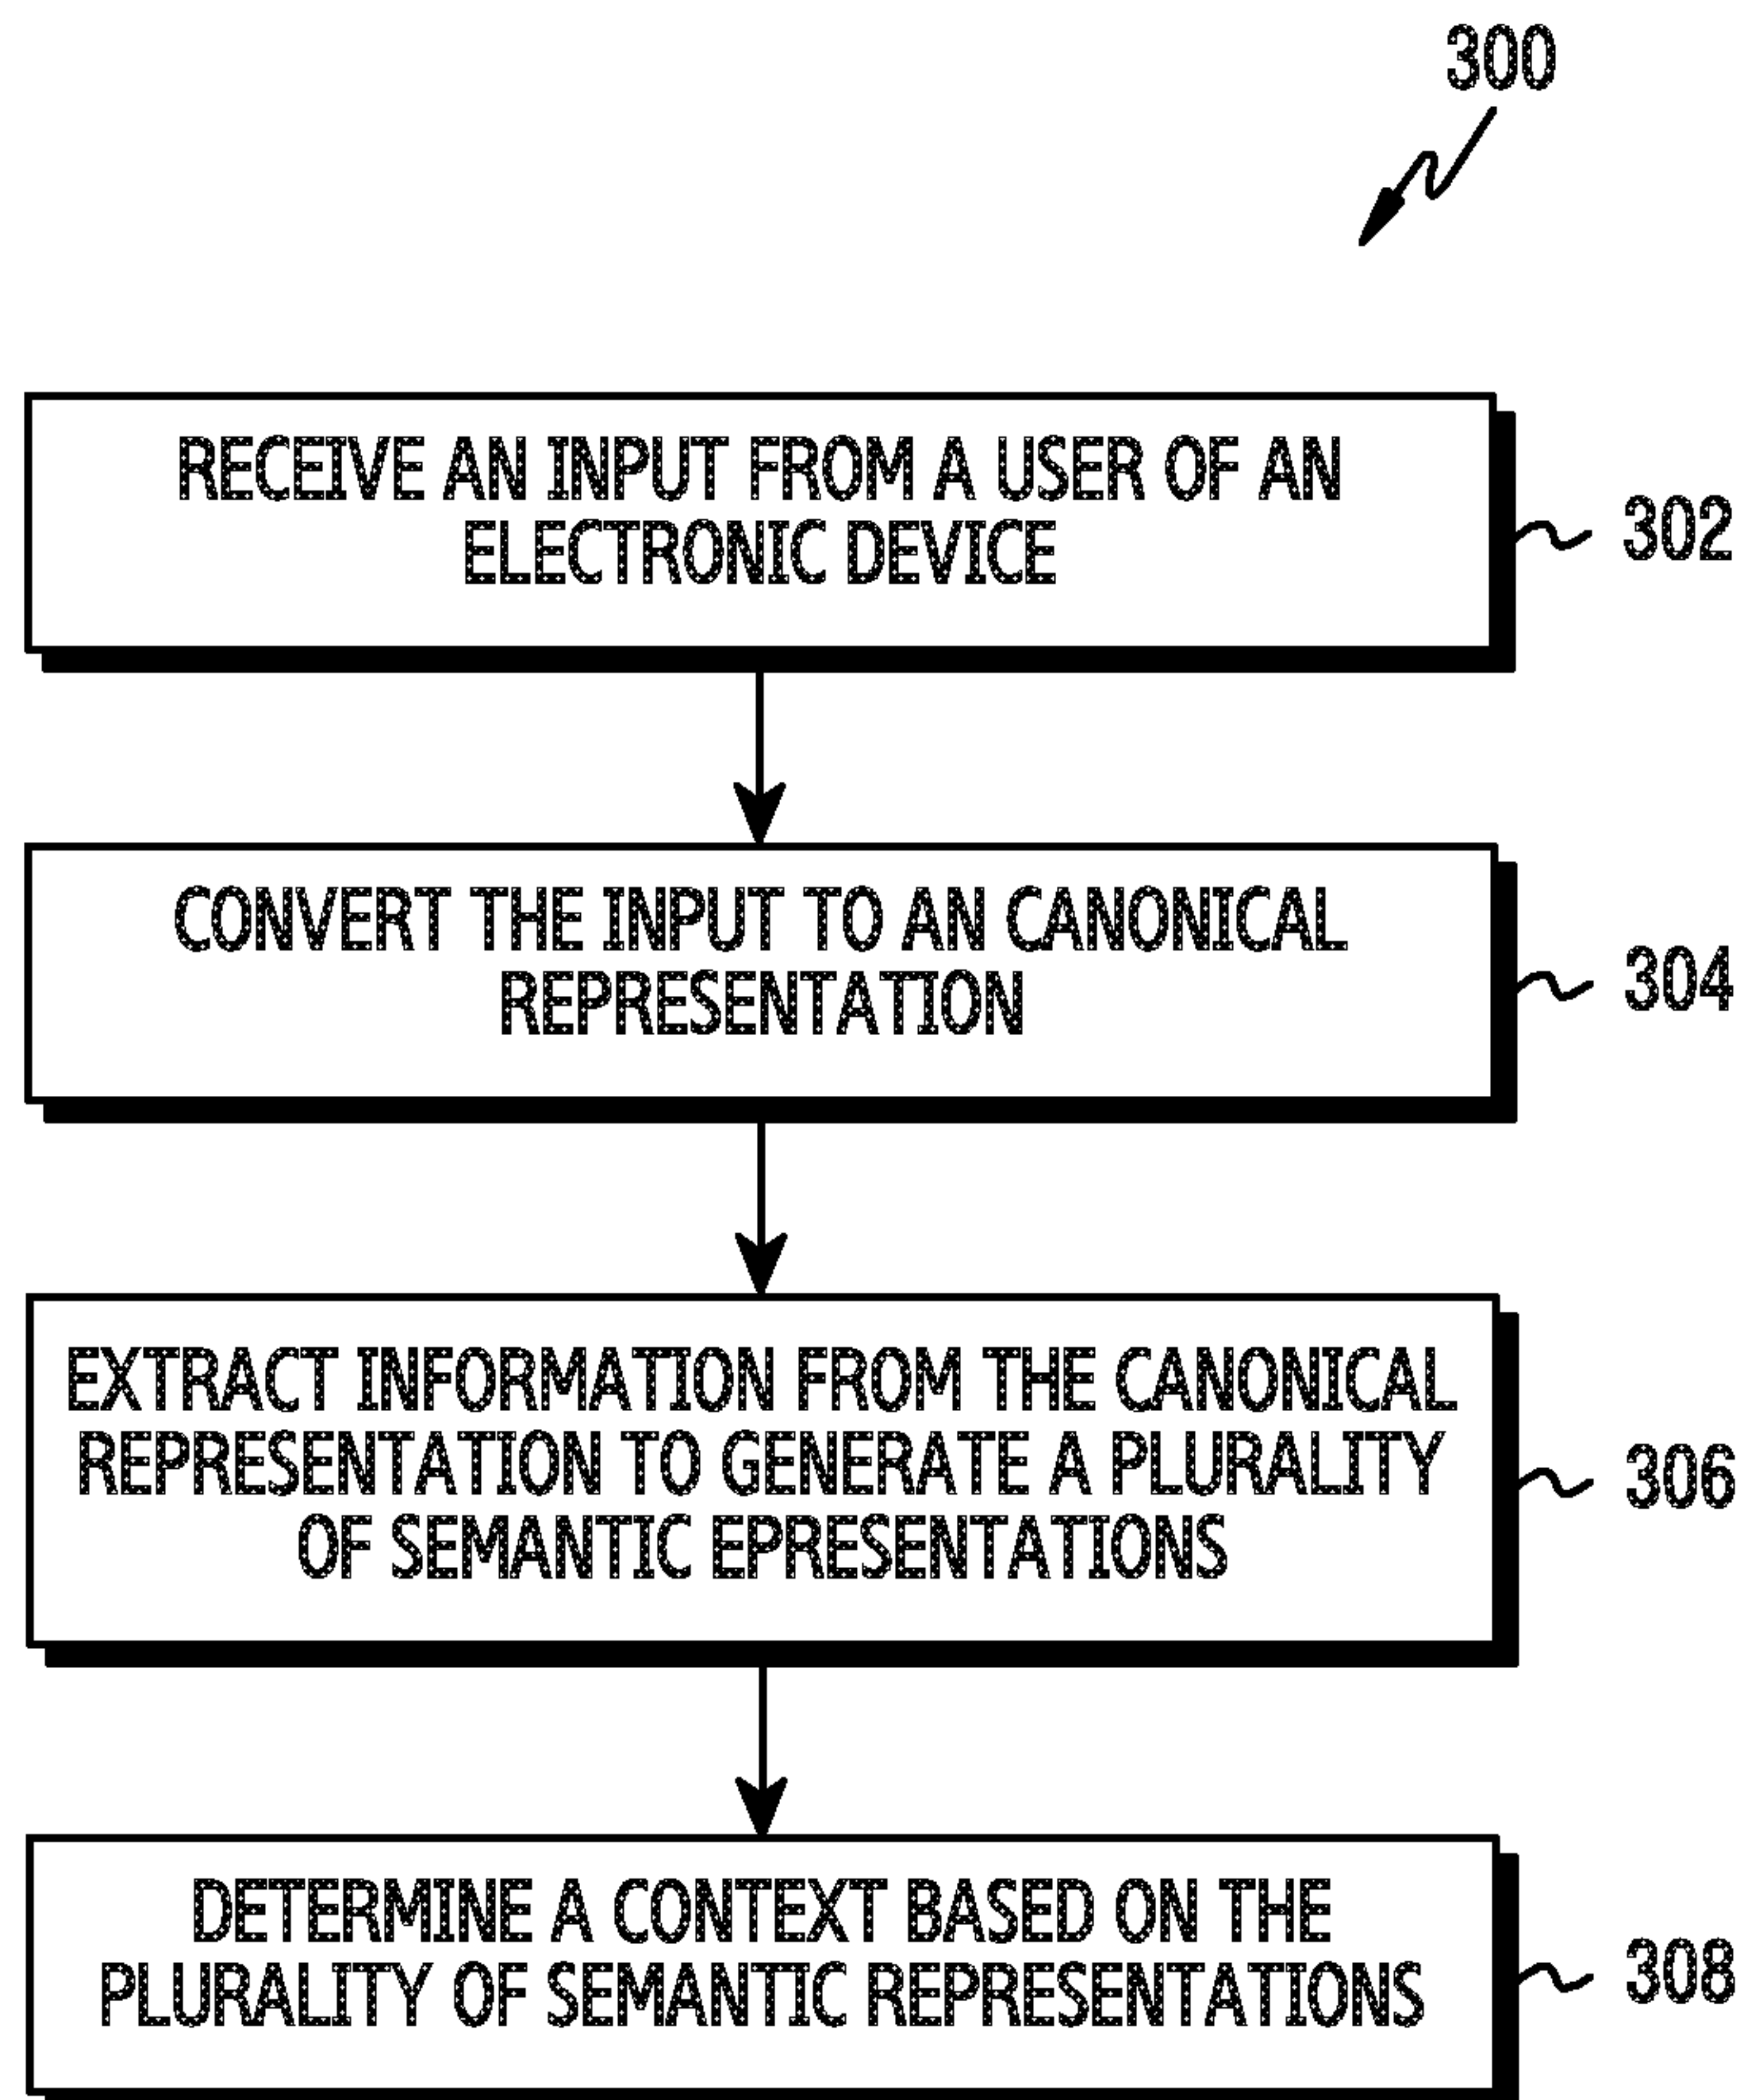 300
RECEIVE AN INPUT FROM A USER OF AN
ELECTRONIC DEVICE
302
CONVERT THE INPUT TO AN CANONICAL
REPRESENTATION
304
EXTRACT INFORMATION FROM THE CANONICAL
REPRESENTATION TO GENERATE A PLURALITY
OF SEMANTIC EPRESENTATIONS
306
DETERMINE A CONTEXT BASED ON THE
PLURALITY OF SEMANTIC REPRESENTATIONS
308